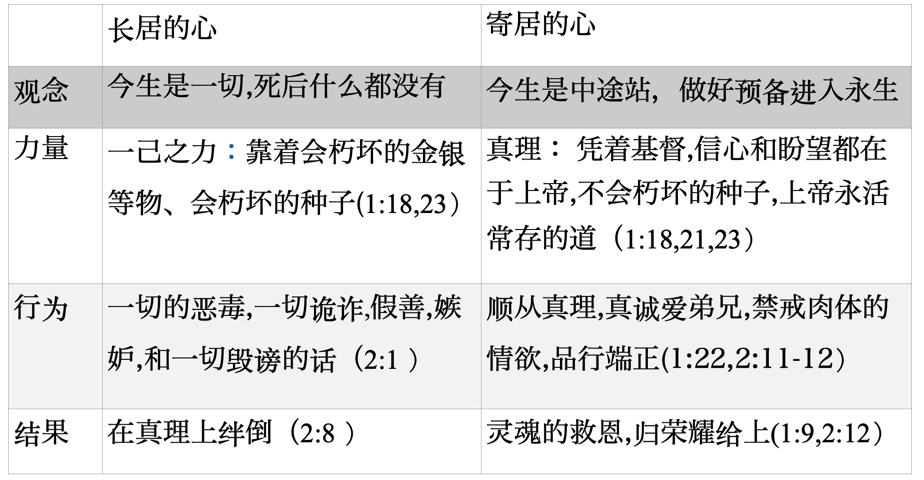 长居的心
寄居的心
观念
今生是一切,死后什么都没有
今生是中途站，做好预备进入永生
力量
一己之力：靠着会朽坏的金银
等物、会朽坏的种子(1:18,23）
真理： 凭着基督,信心和盼望都在
于上帝,不会朽坏的种子,上帝永活
常存的道（1:18,21,23）
行为
一切的恶毒,一切诡诈,假善,嫉
妒,和一切毁谤的话（2:1 ）
顺从真理,真诚爱弟兄,禁戒肉体的
情欲,品行端正(1:22,2:11-12）
结果
在真理上绊倒（2:8 ）
灵魂的救恩,归荣耀给上(1:9,2:12）